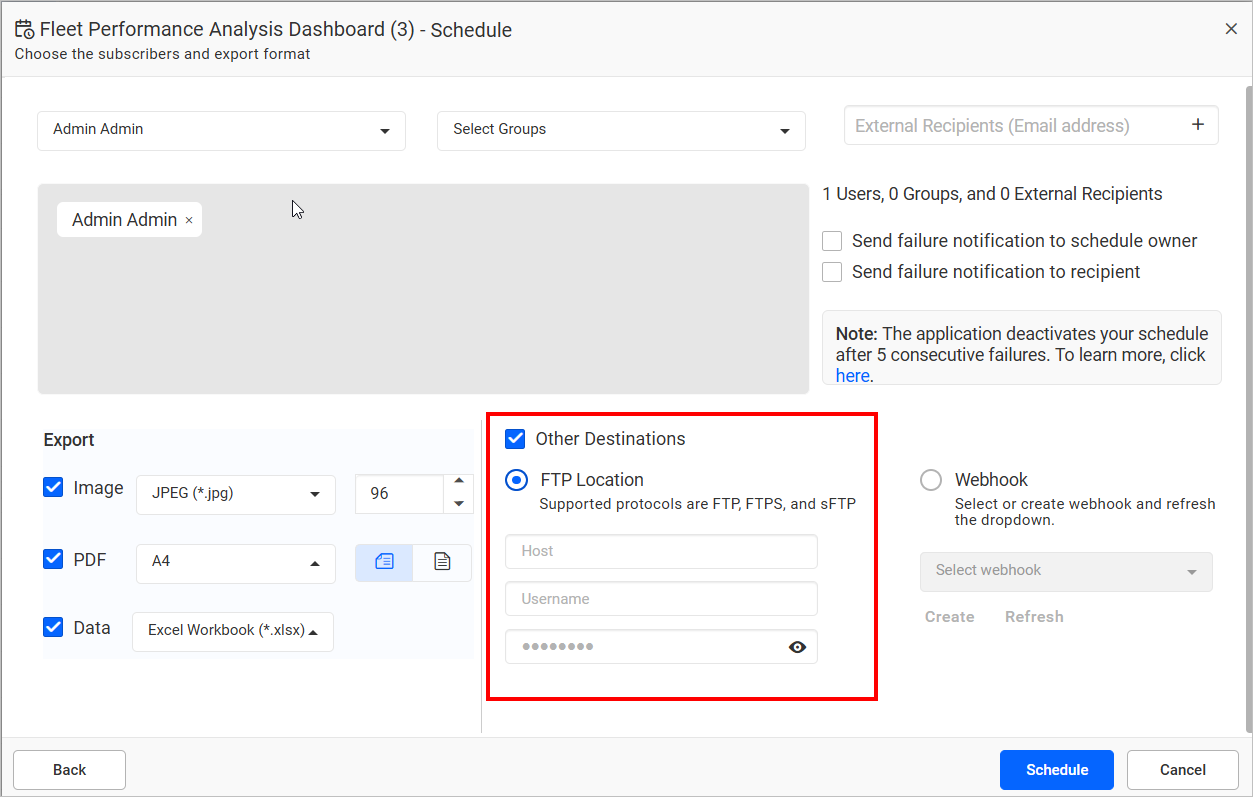 Fleet Performance Analysis Dashboard (3) - Schedule
Choose the subscribers and export format
Admin Admin
Select Groups
External Recipients (Email address)
+
Admin Admin ×
1 Users, 0 Groups, and 0 External Recipients
Send failure notification to schedule owner
Send failure notification to recipient
Note: The application deactivates your schedule
after 5 consecutive failures. To learn more, click
here.
Export
Image
JPEG (*.jpg)
96
PDF
A4
Data
Excel Workbook (*.xlsx)
Other Destinations
FTP Location
Supported protocols are FTP, FTPS, and sFTP
Host
Username
••••••••
Webhook
Select or create webhook and refresh
the dropdown.
Select webhook
Create
Refresh
Back
Schedule
Cancel